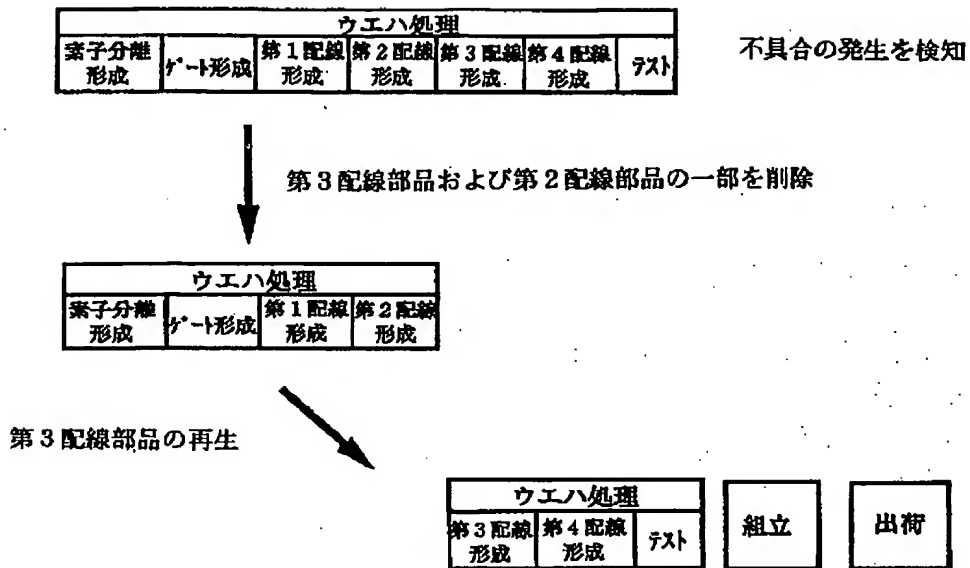 ウエハ処理
素子分離 形成
ゲート形成
第1配線 形成
第2配線 形成
第3配線 形成
第4配線 形成
テスト
不具合の発生を検知
第3配線部品および第2配線部品の一部を削除
ウエハ処理
素子分離 形成
ゲート形成
第1配線 形成
第2配線 形成
第3配線部品の再生
ウエハ処理
第3配線 形成
第4配線 形成
テスト
組立
出荷